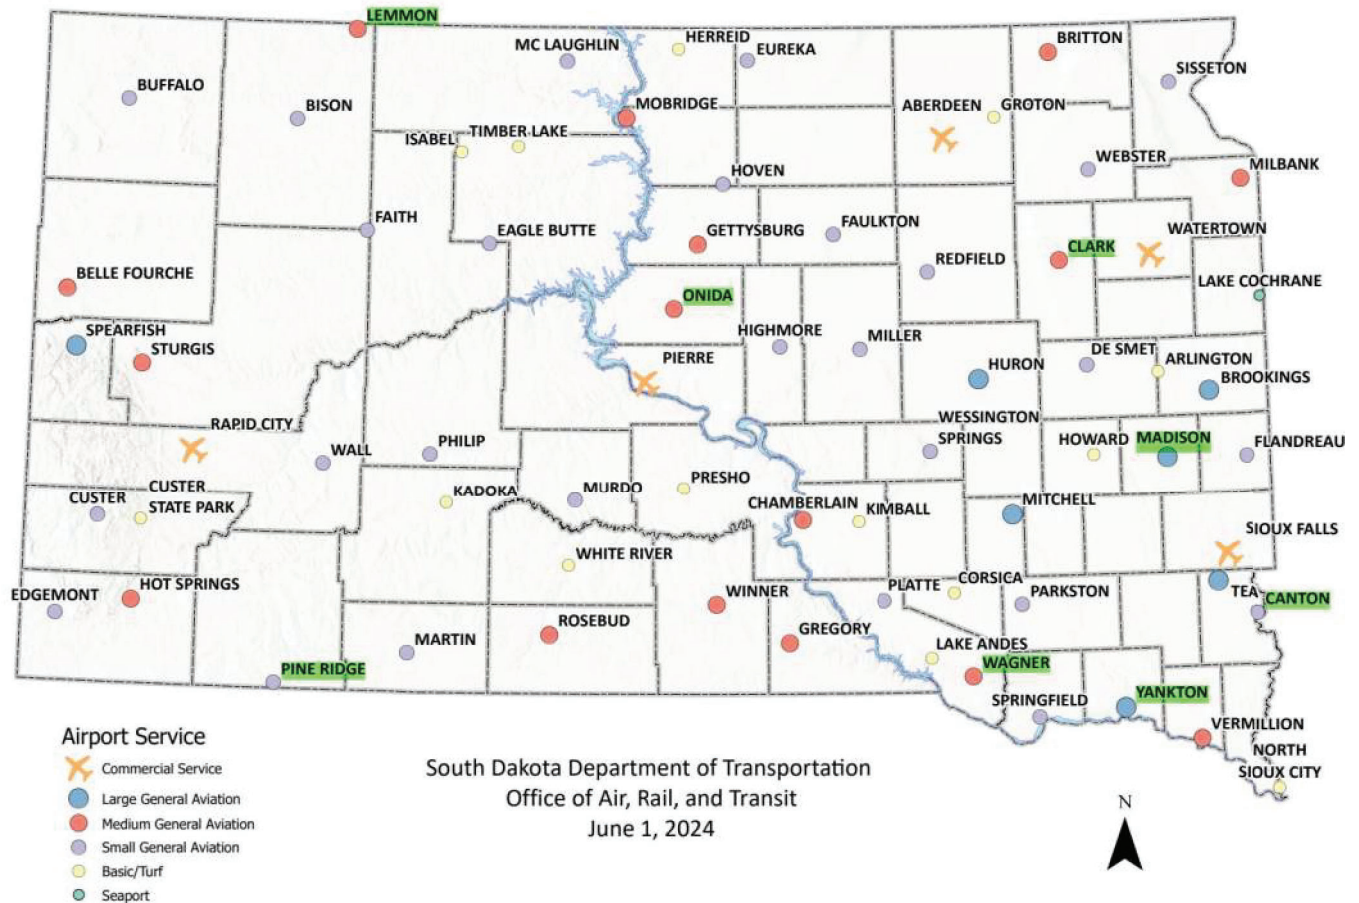 LEMMON
MC LAUGHLIN
HERREID
EUREKA
BRITTON
SISSETON
BUFFALO
BISON
MOBRIDGE
ABERDEEN
GROTON
ISABEL
TIMBER LAKE
WEBSTER
MILBANK
HOVEN
FAITH
EAGLE BUTTE
GETTYSBURG
FAULKTON
WATERTOWN
REDFIELD
CLARK
BELLE FOURCHE
LAKE COCHRANE
ONIDA
SPEARFISH
STURGIS
HIGHMORE
MILLER
PIERRE
DE SMET
ARLINGTON
HURON
BROOKINGS
RAPID CITY
WESSINGTON
SPRINGS
PHILIP
WALL
HOWARD
MADISON
FLANDREAU
CUSTER
CUSTER
STATE PARK
KADOKA
MURDO
PRESHO
CHAMBERLAIN
KIMBALL
MITCHELL
SIOUX FALLS
WHITE RIVER
EDGEMONT
HOT SPRINGS
WINNER
PLATTE
CORSICA
PARKSTON
TEA
CANTON
ROSEBUD
GREGORY
MARTIN
LAKE ANDES
WAGNER
PINE RIDGE
SPRINGFIELD
YANKTON
VERMILLION
NORTH
SIOUX CITY
Airport Service
Commercial Service
Large General Aviation
Medium General Aviation
Small General Aviation
Basic/Turf
Seaport
South Dakota Department of Transportation
Office of Air, Rail, and Transit
June 1, 2024
N